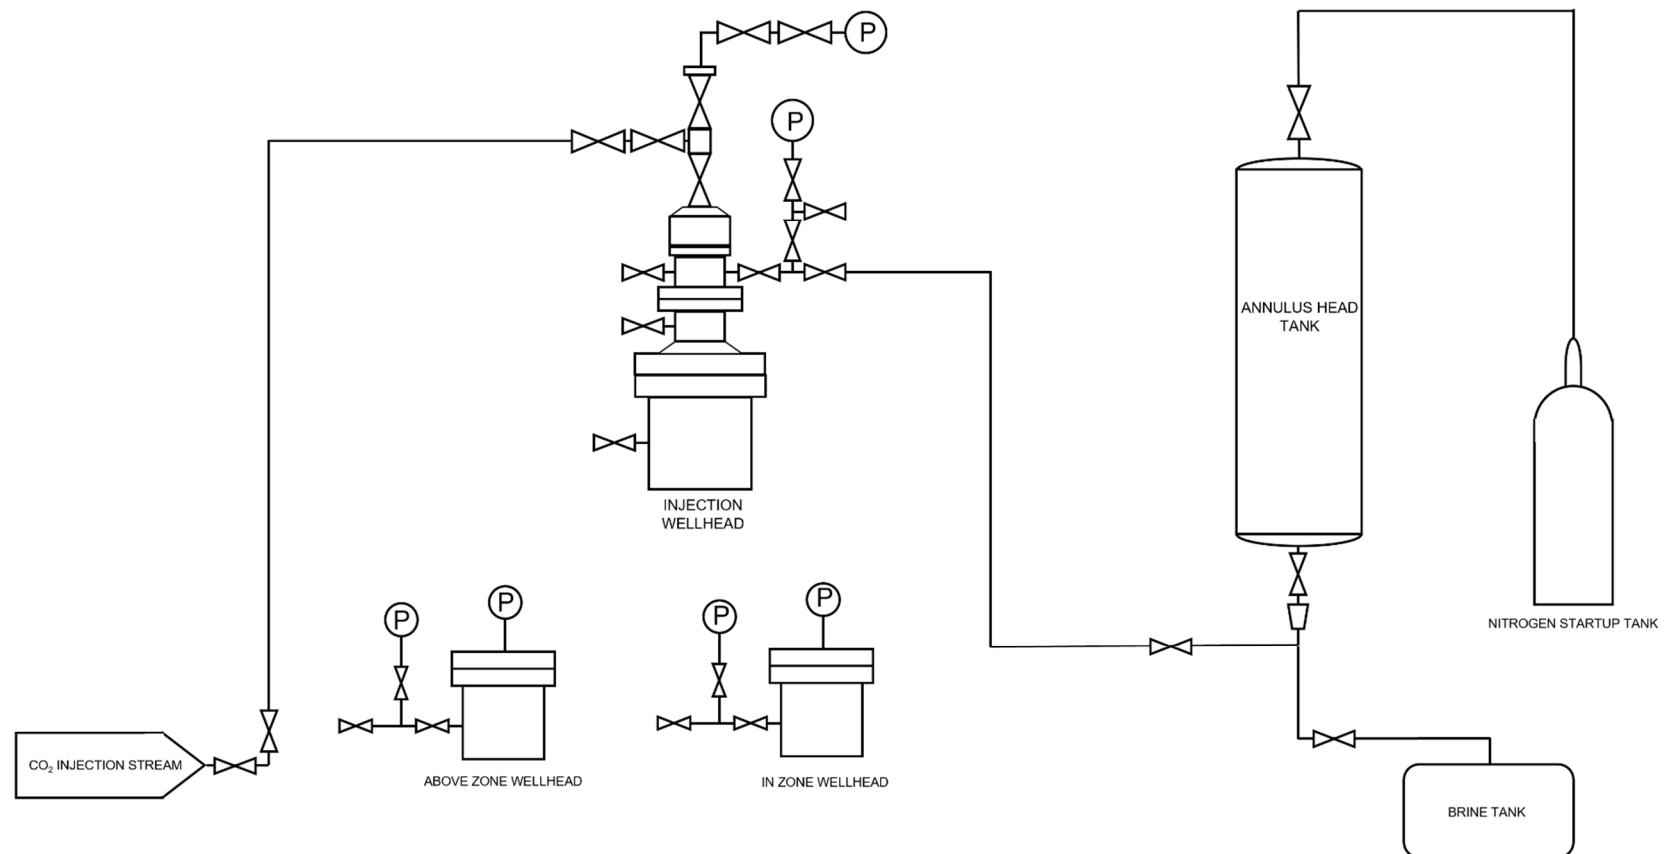 P
P
ANNULUS HEAD
TANK
INJECTION
WELLHEAD
P
P
P
P
NITROGEN STARTUP TANK
CO₂ INJECTION STREAM
ABOVE ZONE WELLHEAD
IN ZONE WELLHEAD
BRINE TANK